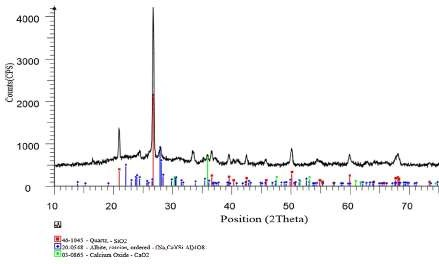 4000
3000
2000
1000
0
Counts(CPS)
10 20 30 40 50 60 70
Position (2Theta)
46-1045 - Quartz, - SiO2
20-0548 - Albite, calcian, ordered - (Na,Ca)(Si,Al)4O8
03-0865 - Calcium Oxide - CaO2